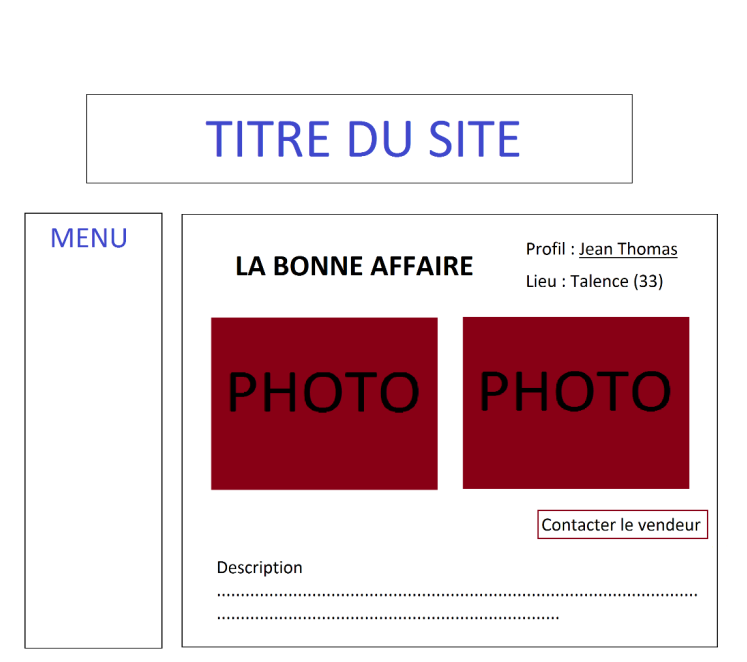 TITRE DU SITE
MENU
LA BONNE AFFAIRE
Profil : Jean Thomas
Lieu : Talence (33)
PHOTO
PHOTO
Contacter le vendeur
Description
....................................................................................................
........................................................................